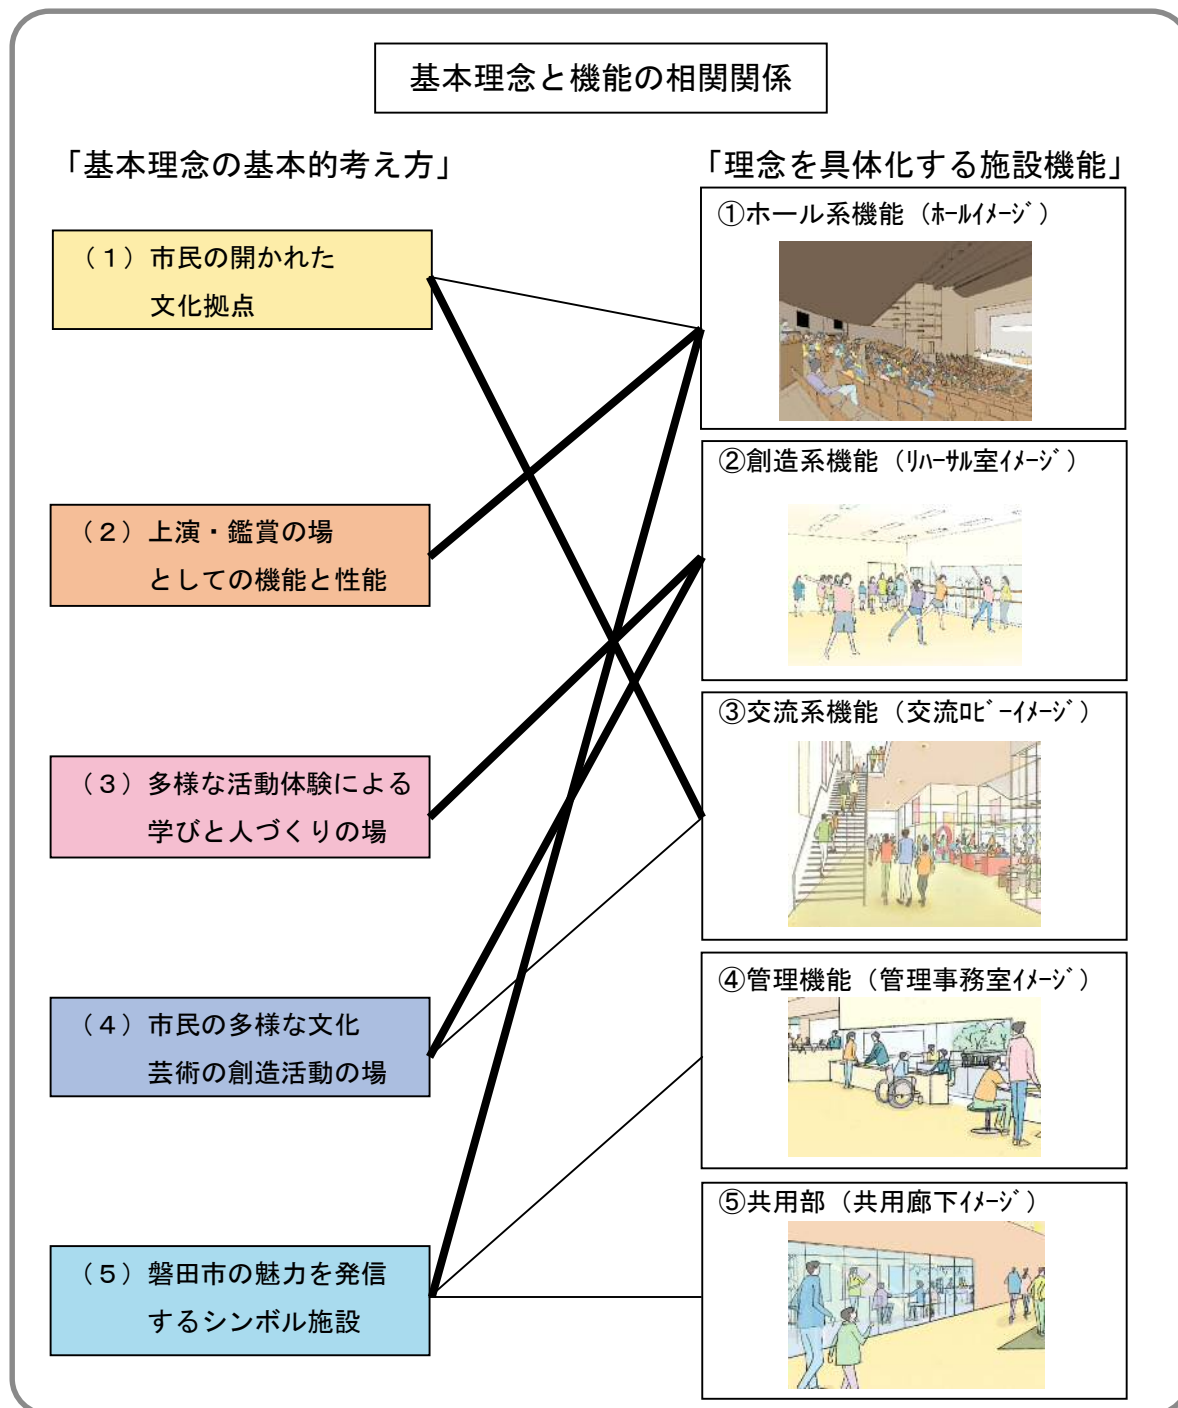 基本理念と機能の相関関係
「基本理念の基本的考え方」
「理念を具体化する施設機能」
（１）市民の開かれた
文化拠点
（２）上演・鑑賞の場
としての機能と性能
（３）多様な活動体験による
学びと人づくりの場
（４）市民の多様な文化
芸術の創造活動の場
（５）磐田市の魅力を発信
するシンボル施設
①ホール系機能（ﾎｰﾙｲﾒｰｼﾞ）
②創造系機能（ﾘﾊｰｻﾙ室ｲﾒｰｼﾞ）
③交流系機能（交流ﾛﾋﾞｰｲﾒｰｼﾞ）
④管理機能（管理事務室ｲﾒｰｼﾞ）
⑤共用部（共用廊下ｲﾒｰｼﾞ）